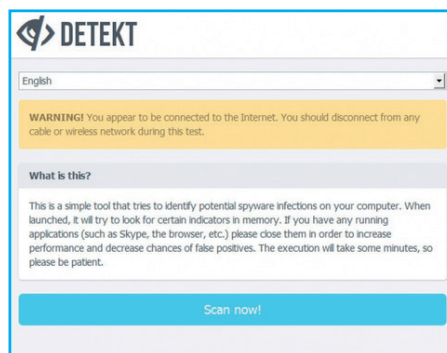 DETEKT
English
WARNING! You appear to be connected to the Internet. You should disconnect from any
cable or wireless network during this test.
What is this?
This is a simple tool that tries to identify potential spyware infections on your computer. When
launched, it will try to look for certain indicators in memory. If you have any running
applications (such as Skype, the browser, etc.) please close them in order to increase
performance and decrease chances of false positives. The execution will take some minutes, so
please be patient.
Scan now!